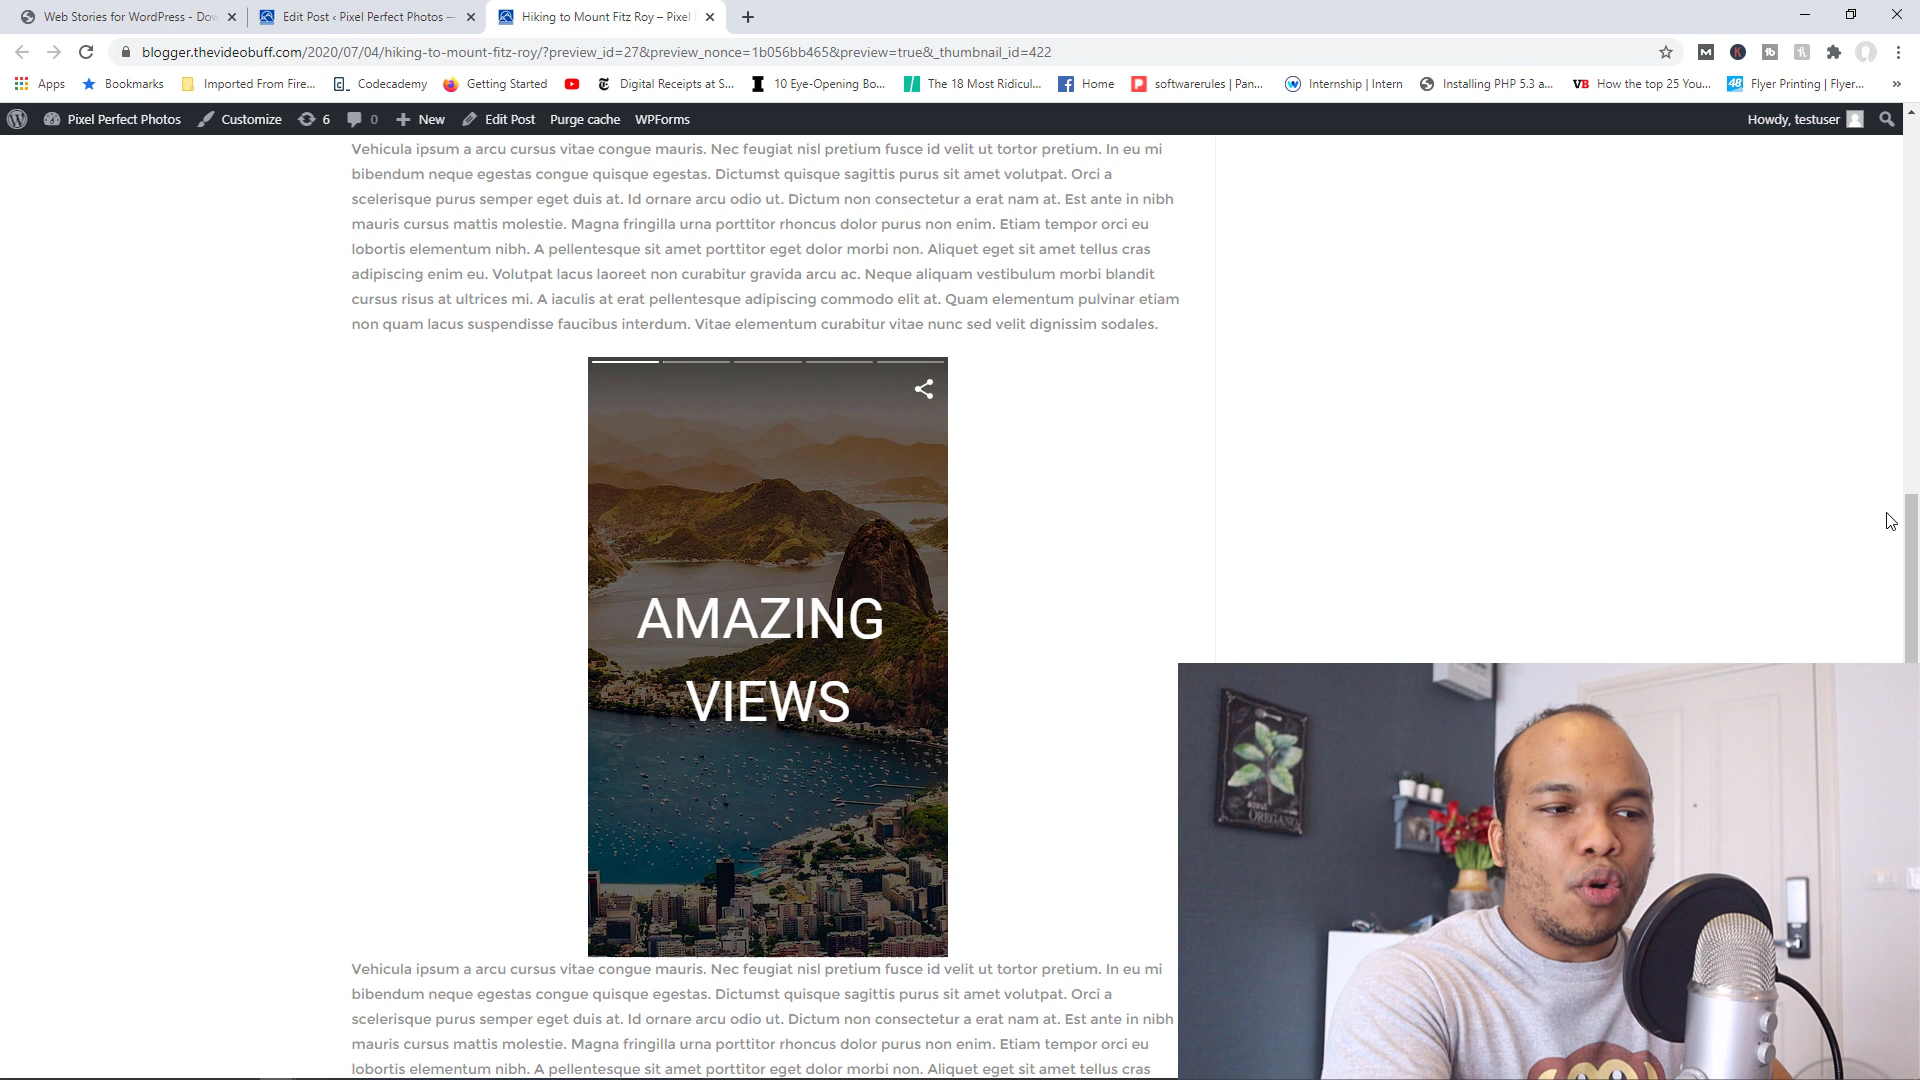 Web Stories for WordPress - Dow
Edit Post ‹ Pixel Perfect Photos —
Hiking to Mount Fitz Roy – Pixel
blogger.thevideobuff.com/2020/07/04/hiking-to-mount-fitz-roy/?preview_id=27&preview_nonce=1b056bb465&preview=true&_thumbnail_id=422
Apps Bookmarks Imported From Fire... Codecademy Getting Started Digital Receipts at S... 10 Eye-Opening Bo... The 18 Most Ridicul... Home softwarerules | Pan... Internship | Intern Installing PHP 5.3 a... VB How the top 25 You... Flyer Printing | Flyer... »
Pixel Perfect Photos Customize 6 0 New Edit Post Purge cache WPForms Howdy, testuser
Vehicula ipsum a arcu cursus vitae congue mauris. Nec feugiat nisl pretium fusce id velit ut tortor pretium. In eu mi
bibendum neque egestas congue quisque egestas. Dictumst quisque sagittis purus sit amet volutpat. Orci a
scelerisque purus semper eget duis at. Id ornare arcu odio ut. Dictum non consectetur a erat nam at. Est ante in nibh
mauris cursus mattis molestie. Magna fringilla urna porttitor rhoncus dolor purus non enim. Etiam tempor orci eu
lobortis elementum nibh. A pellentesque sit amet porttitor eget dolor morbi non. Aliquet eget sit amet tellus cras
adipiscing enim eu. Volutpat lacus laoreet non curabitur gravida arcu ac. Neque aliquam vestibulum morbi blandit
cursus risus at ultrices mi. A iaculis at erat pellentesque adipiscing commodo elit at. Quam elementum pulvinar etiam
non quam lacus suspendisse faucibus interdum. Vitae elementum curabitur vitae nunc sed velit dignissim sodales.
AMAZING
VIEWS
OREGANO
Vehicula ipsum a arcu cursus vitae congue mauris. Nec feugiat nisl pretium fusce id velit ut tortor pretium. In eu mi
bibendum neque egestas congue quisque egestas. Dictumst quisque sagittis purus sit amet volutpat. Orci a
scelerisque purus semper eget duis at. Id ornare arcu odio ut. Dictum non consectetur a erat nam at. Est ante in nibh
mauris cursus mattis molestie. Magna fringilla urna porttitor rhoncus dolor purus non enim. Etiam tempor orci eu
lobortis elementum nibh. A pellentesque sit amet porttitor eget dolor morbi non. Aliquet eget sit amet tellus cras